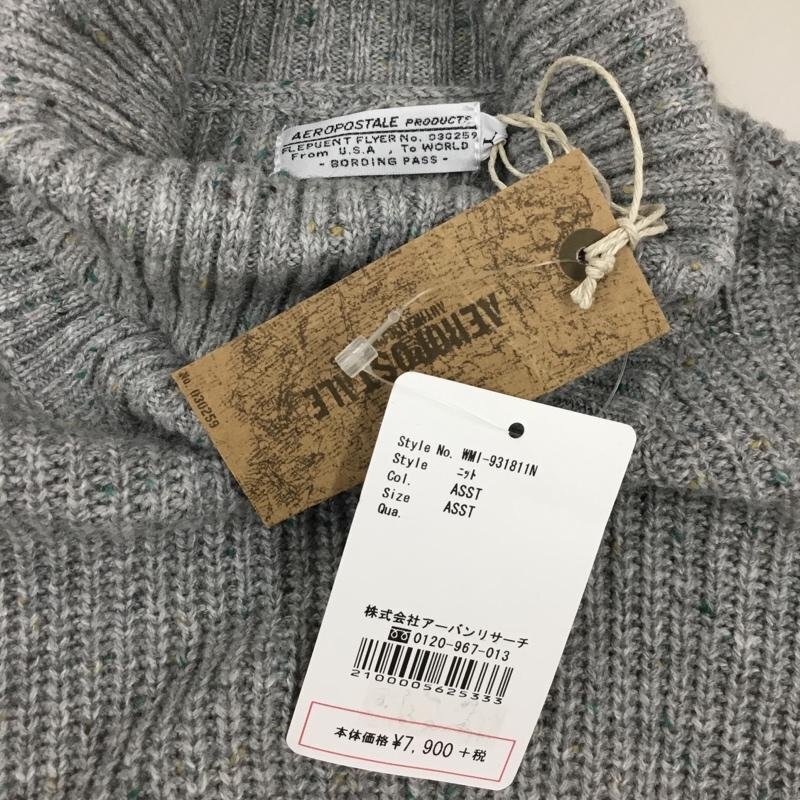 AEROPOSTALE PRODUCTS
FLEPUENT FLYER No. 030259
From U.S.A , To WORLD
- BORDING PASS -
AEROPOSTALE
No 030259
Style No. WMI-931811N
Style ニット
Col. ASST
Size ASST
Qua.
株式会社アーバンリサーチ
0120-967-013
2100005625333
本体価格 ¥7,900 +税